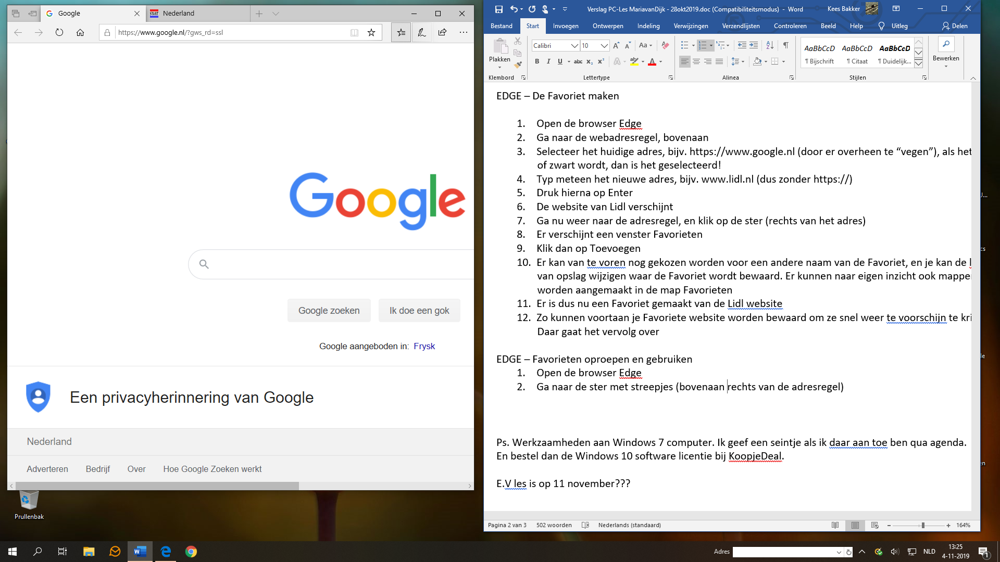 Google
Nederland
https://www.google.nl/?gws_rd=ssl
Google
Google zoeken
Ik doe een gok
Google aangeboden in: Frysk
Een privacyherinnering van Google
Nederland
Adverteren Bedrijf Over Hoe Google Zoeken werkt
Prullenbak
Verslag PC-Les MariavanDijk - 28okt2019.doc (Compatibiliteitsmodus) - Word
Kees Bakker
Bestand Start Invoegen Ontwerpen Indeling Verwijzingen Verzendlijsten Controleren Beeld Help Uitleg Delen
Plakken
Calibri 10
AaBbCcD AaBbCcD AaBbCcD
¶ Bijschrift ¶ Citaat ¶ Duidelijk...
Bewerken
Klembord Lettertype Alinea Stijlen
EDGE – De Favoriet maken
1. Open de browser Edge
2. Ga naar de webadresregel, bovenaan
3. Selecteer het huidige adres, bijv. https://www.google.nl (door er overheen te “vegen”), als het
of zwart wordt, dan is het geselecteerd!
4. Typ meteen het nieuwe adres, bijv. www.lidl.nl (dus zonder https://)
5. Druk hierna op Enter
6. De website van Lidl verschijnt
7. Ga nu weer naar de adresregel, en klik op de ster (rechts van het adres)
8. Er verschijnt een venster Favorieten
9. Klik dan op Toevoegen
10. Er kan van te voren nog gekozen worden voor een andere naam van de Favoriet, en je kan de l
van opslag wijzigen waar de Favoriet wordt bewaard. Er kunnen naar eigen inzicht ook mappe
worden aangemaakt in de map Favorieten
11. Er is dus nu een Favoriet gemaakt van de Lidl website
12. Zo kunnen voortaan je Favoriete website worden bewaard om ze snel weer te voorschijn te kri
Daar gaat het vervolg over
EDGE – Favorieten oproepen en gebruiken
1. Open de browser Edge
2. Ga naar de ster met streepjes (bovenaan rechts van de adresregel)
Ps. Werkzaamheden aan Windows 7 computer. Ik geef een seintje als ik daar aan toe ben qua agenda.
En bestel dan de Windows 10 software licentie bij KoopjeDeal.
E.V les is op 11 november???
Pagina 2 van 3 502 woorden Nederlands (standaard) 164%
Adres
NLD
13:25
4-11-2019